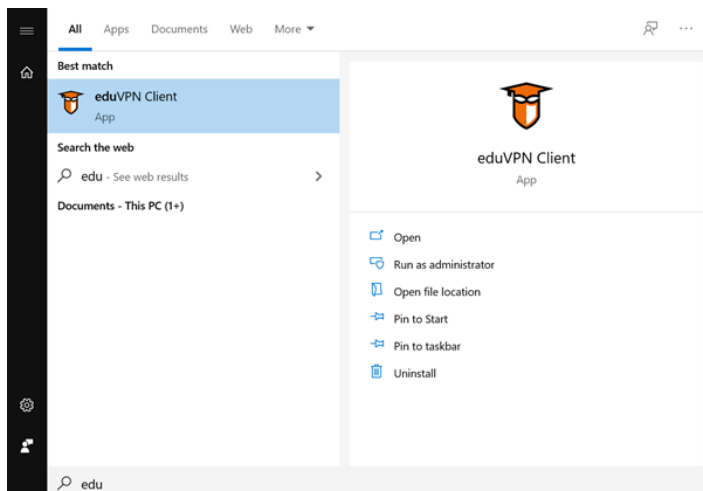 All Apps Documents Web More
Best match
eduVPN Client
App
Search the web
edu - See web results
Documents - This PC (1+)
eduVPN Client
App
Open
Run as administrator
Open file location
Pin to Start
Pin to taskbar
Uninstall
edu